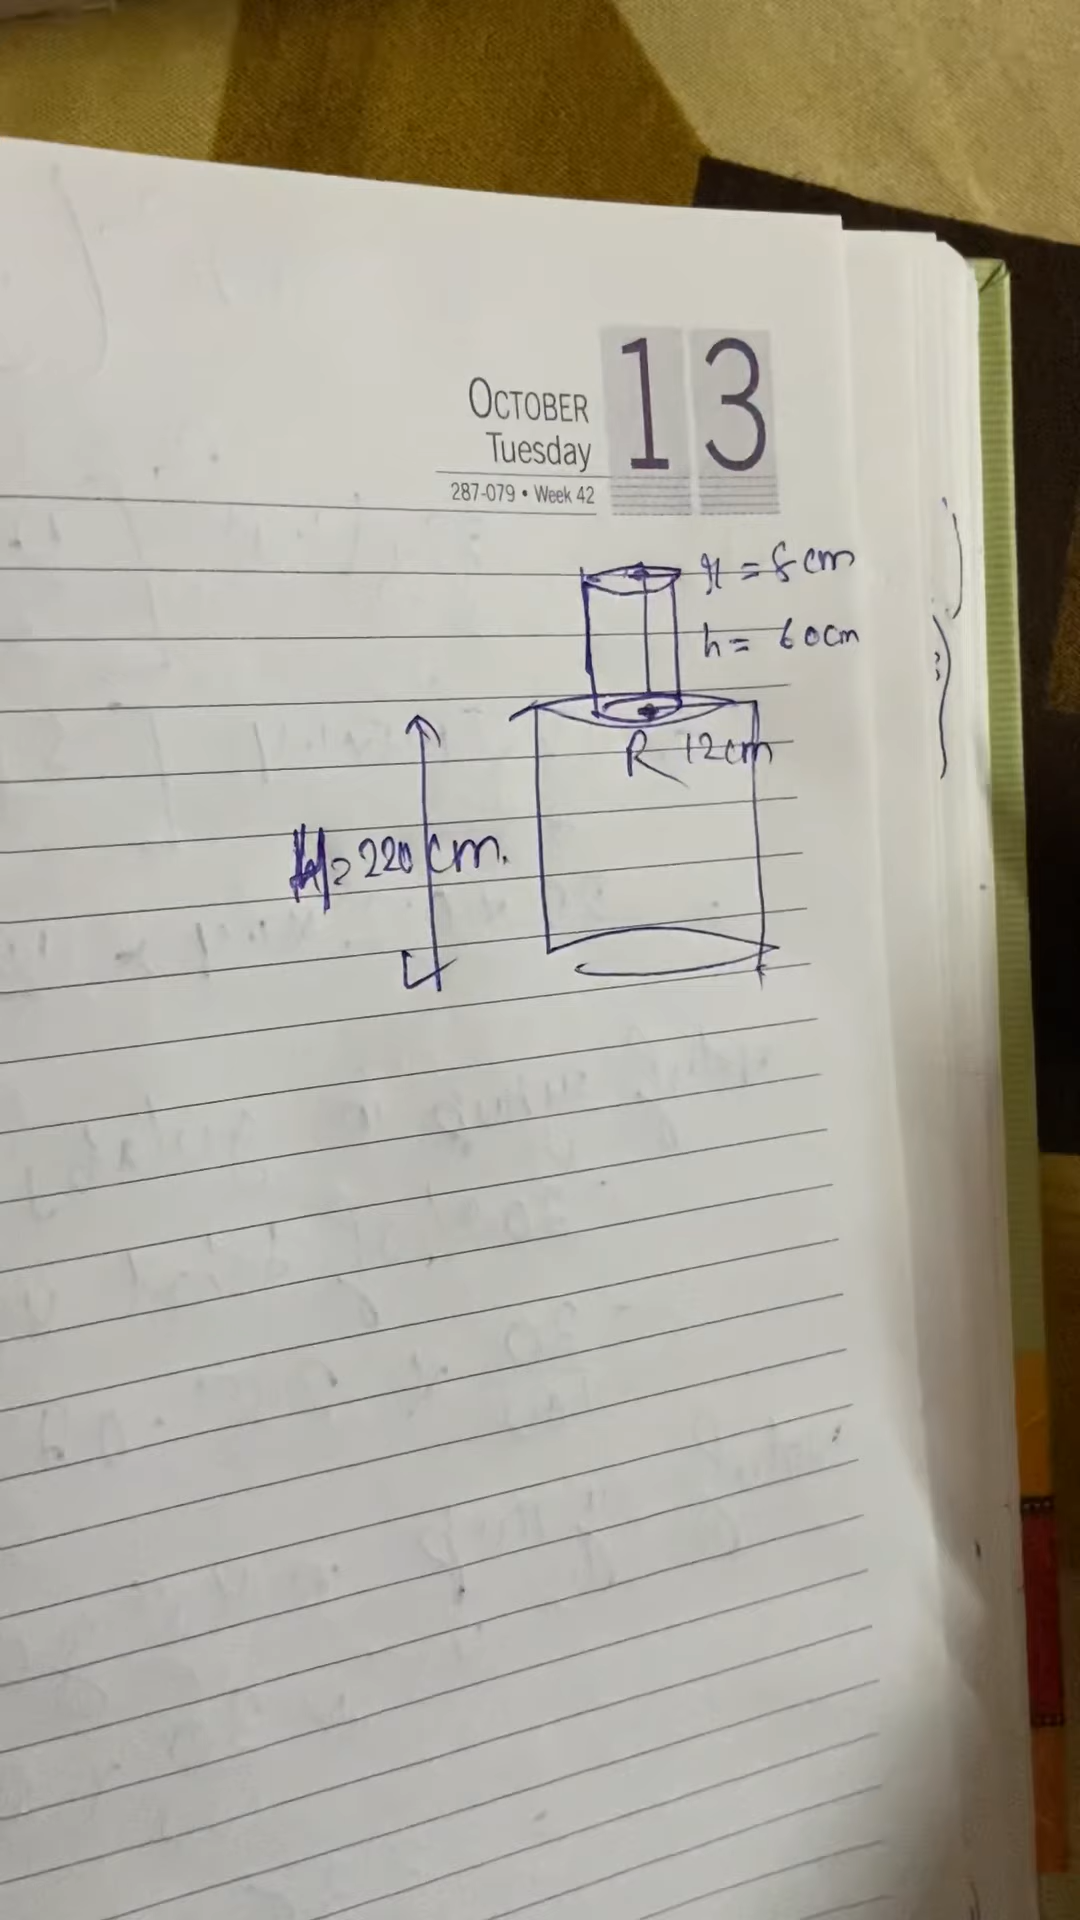 OCTOBER
Tuesday
13
287-079 • Week 42
r = 8 cm
h = 60cm
R 12cm
H = 220 cm.